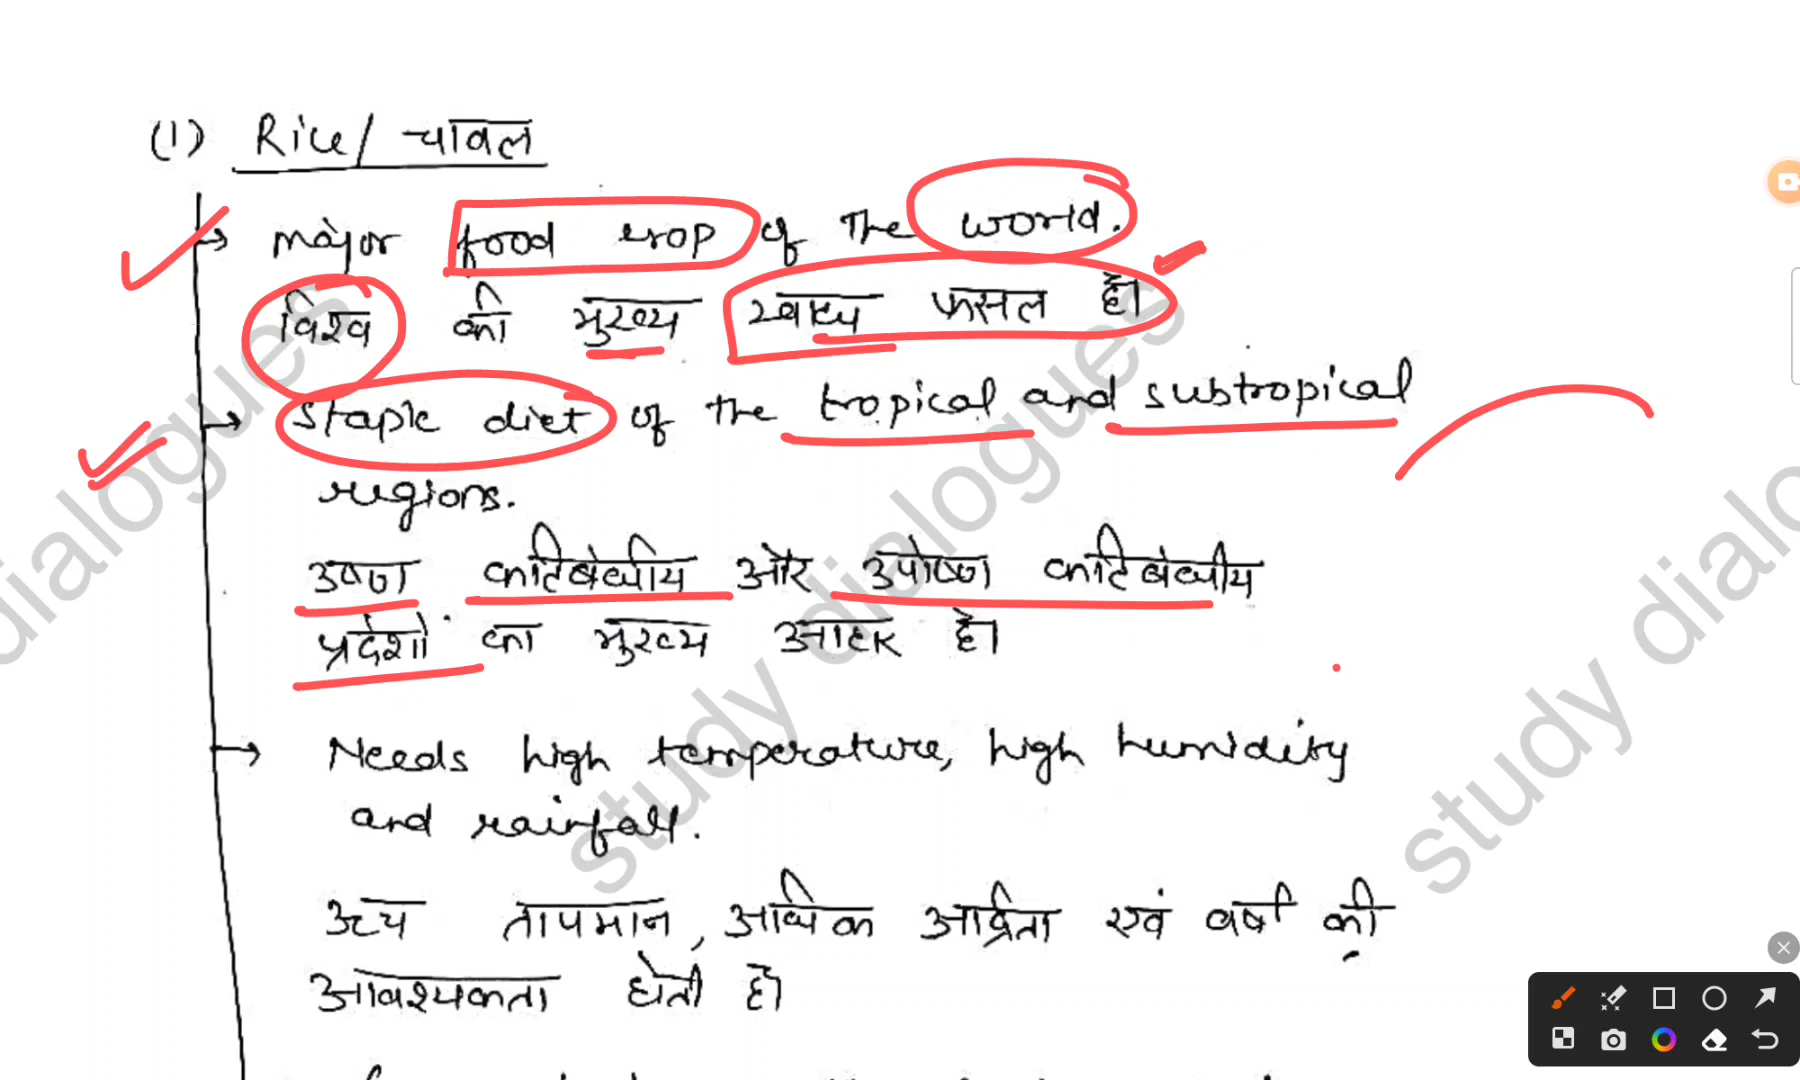 (1) Rice / चावल
→ Major food crop of the world.
विश्व की मुख्य खाद्य फसल है।
→ Staple diet of the tropical and subtropical
regions.
उष्ण कटिबंधीय और उपोष्ण कटिबंधीय
प्रदेशों का मुख्य आहार है।
→ Needs high temperature, high humidity
and rainfall.
उच्च तापमान, अधिक आर्द्रता एवं वर्षा की
आवश्यकता होती है।
study dialogues
study dialogues
dialogues